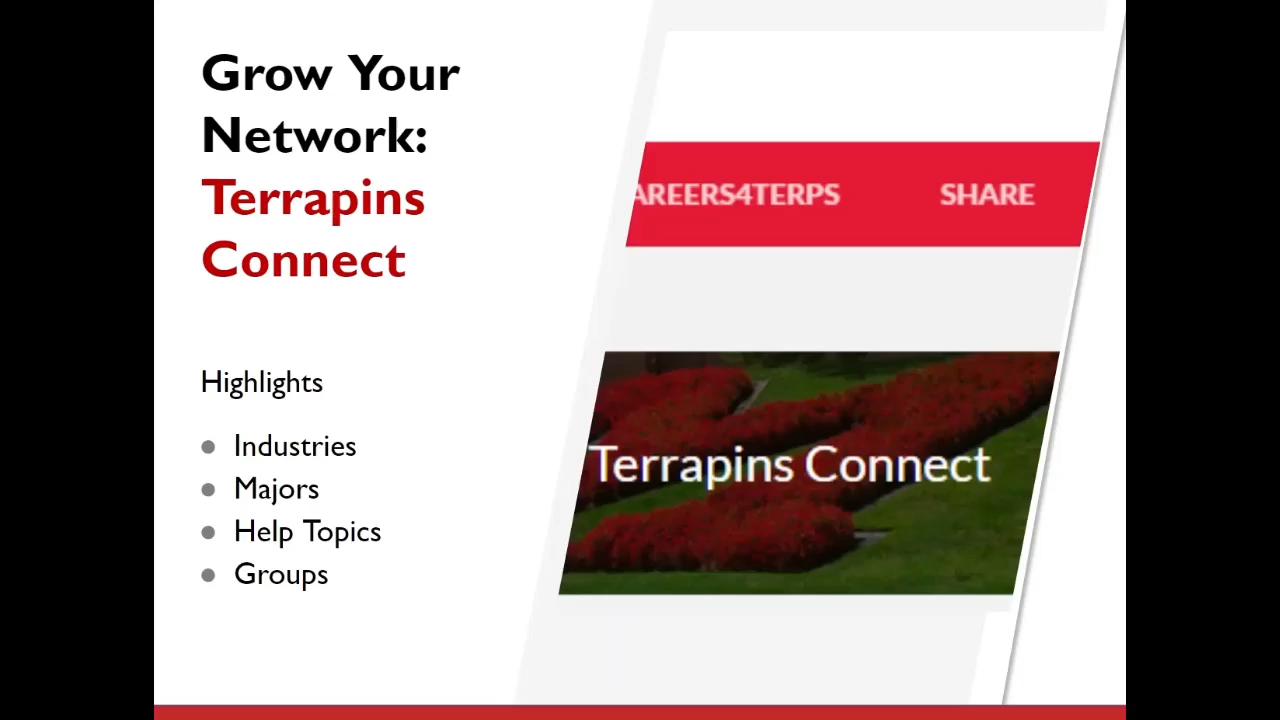 Grow Your
Network:
Terrapins
Connect
Highlights
Industries
Majors
Help Topics
Groups
AREERS4TERPS SHARE
Terrapins Connect